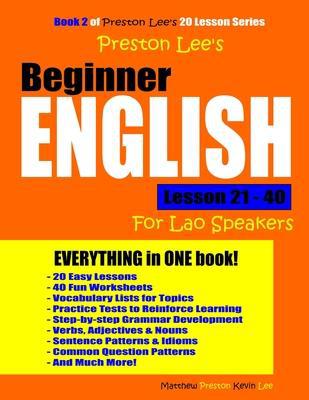 Book 2 of Preston Lee's 20 Lesson Series
Preston Lee's
Beginner
ENGLISH
Lesson 21 - 40
For Lao Speakers
EVERYTHING in ONE book!
- 20 Easy Lessons
- 40 Fun Worksheets
- Vocabulary Lists for Topics
- Practice Tests to Reinforce Learning
- Step-by-step Grammar Development
- Verbs, Adjectives & Nouns
- Sentence Patterns & Idioms
- Common Question Patterns
- And Much More!
Matthew Preston Kevin Lee